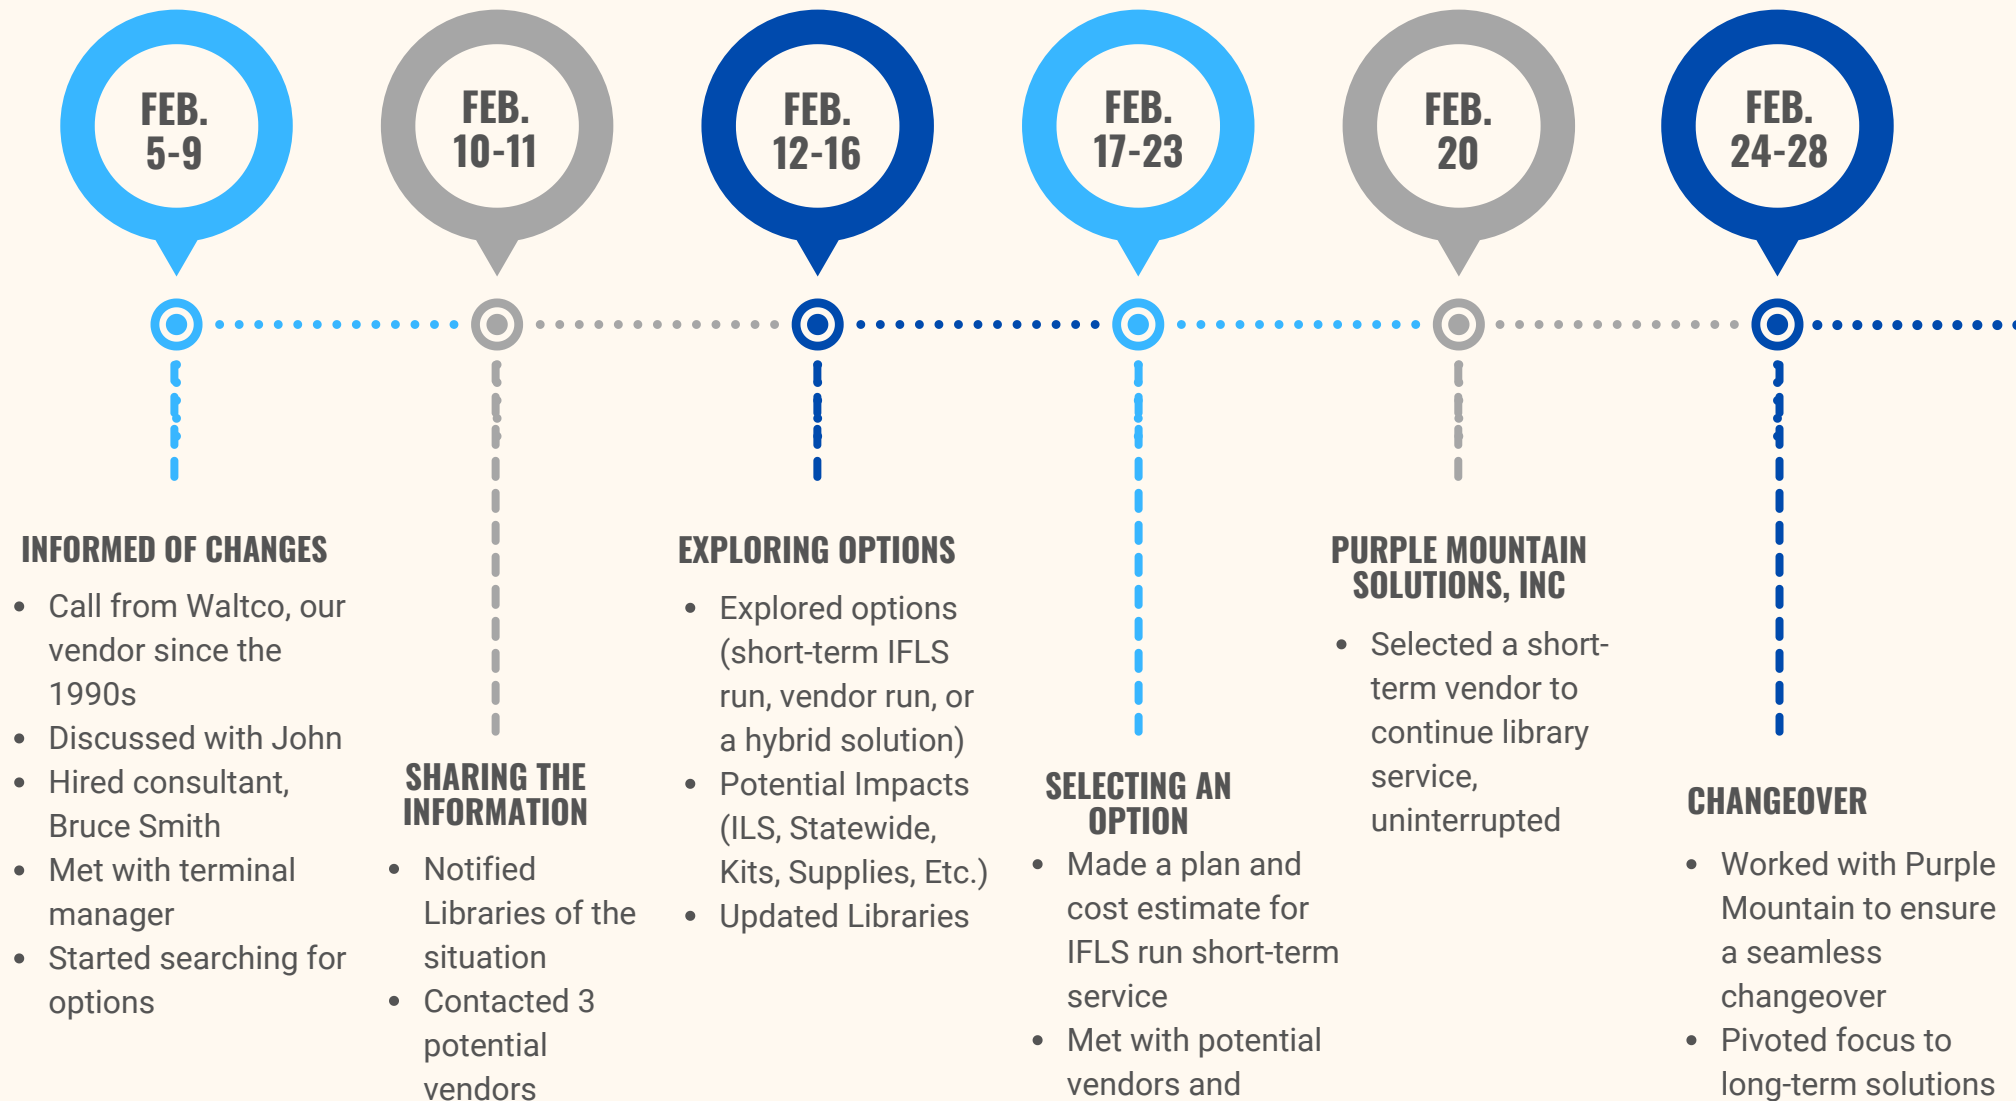 FEB.
5-9
FEB.
10-11
FEB.
12-16
FEB.
17-23
FEB.
20
FEB.
24-28
INFORMED OF CHANGES
• Call from Waltco, our
vendor since the
1990s
• Discussed with John
• Hired consultant,
Bruce Smith
• Met with terminal
manager
• Started searching for
options
SHARING THE
INFORMATION
• Notified
Libraries of the
situation
• Contacted 3
potential
vendors
EXPLORING OPTIONS
• Explored options
(short-term IFLS
run, vendor run, or
a hybrid solution)
• Potential Impacts
(ILS, Statewide,
Kits, Supplies, Etc.)
• Updated Libraries
SELECTING AN
OPTION
• Made a plan and
cost estimate for
IFLS run short-term
service
• Met with potential
vendors and
PURPLE MOUNTAIN
SOLUTIONS, INC
• Selected a short-
term vendor to
continue library
service,
uninterrupted
CHANGEOVER
• Worked with Purple
Mountain to ensure
a seamless
changeover
• Pivoted focus to
long-term solutions